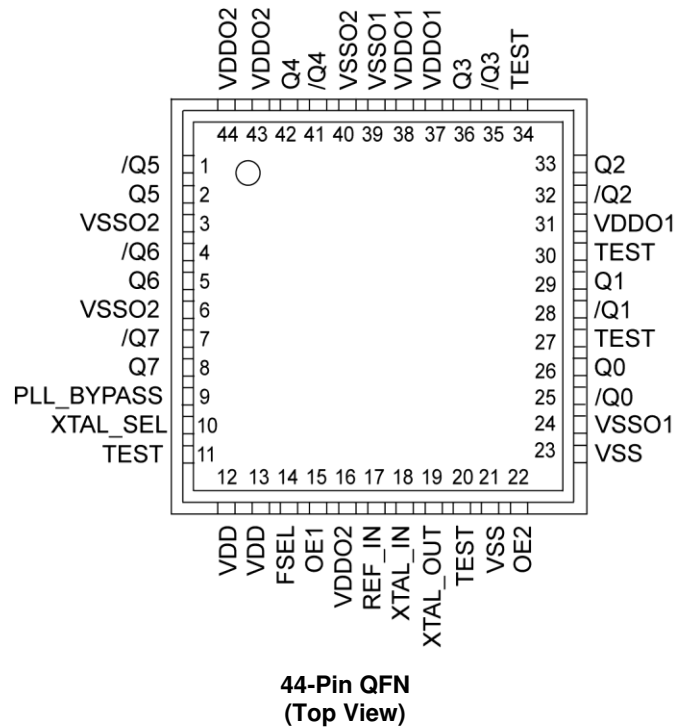 VDDO2 VDDO2 Q4 /Q4 VSSO2 VSSO1 VDDO1 VDDO1 Q3 /Q3 TEST
44 43 42 41 40 39 38 37 36 35 34
/Q5 1
Q5 2
VSSO2 3
/Q6 4
Q6 5
VSSO2 6
/Q7 7
Q7 8
PLL_BYPASS 9
XTAL_SEL 10
TEST 11
33 Q2
32 /Q2
31 VDDO1
30 TEST
29 Q1
28 /Q1
27 TEST
26 Q0
25 /Q0
24 VSSO1
23 VSS
12 13 14 15 16 17 18 19 20 21 22
VDD VDD FSEL OE1 VDDO2 REF_IN XTAL_IN XTAL_OUT TEST VSS OE2
44-Pin QFN
(Top View)